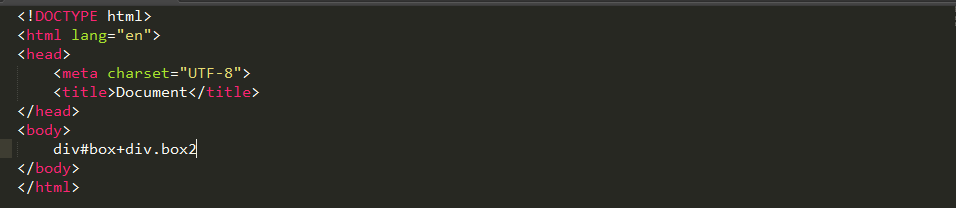 <!DOCTYPE html>
<html lang="en">
<head>
    <meta charset="UTF-8">
    <title>Document</title>
</head>
<body>
    div#box+div.box2
</body>
</html>